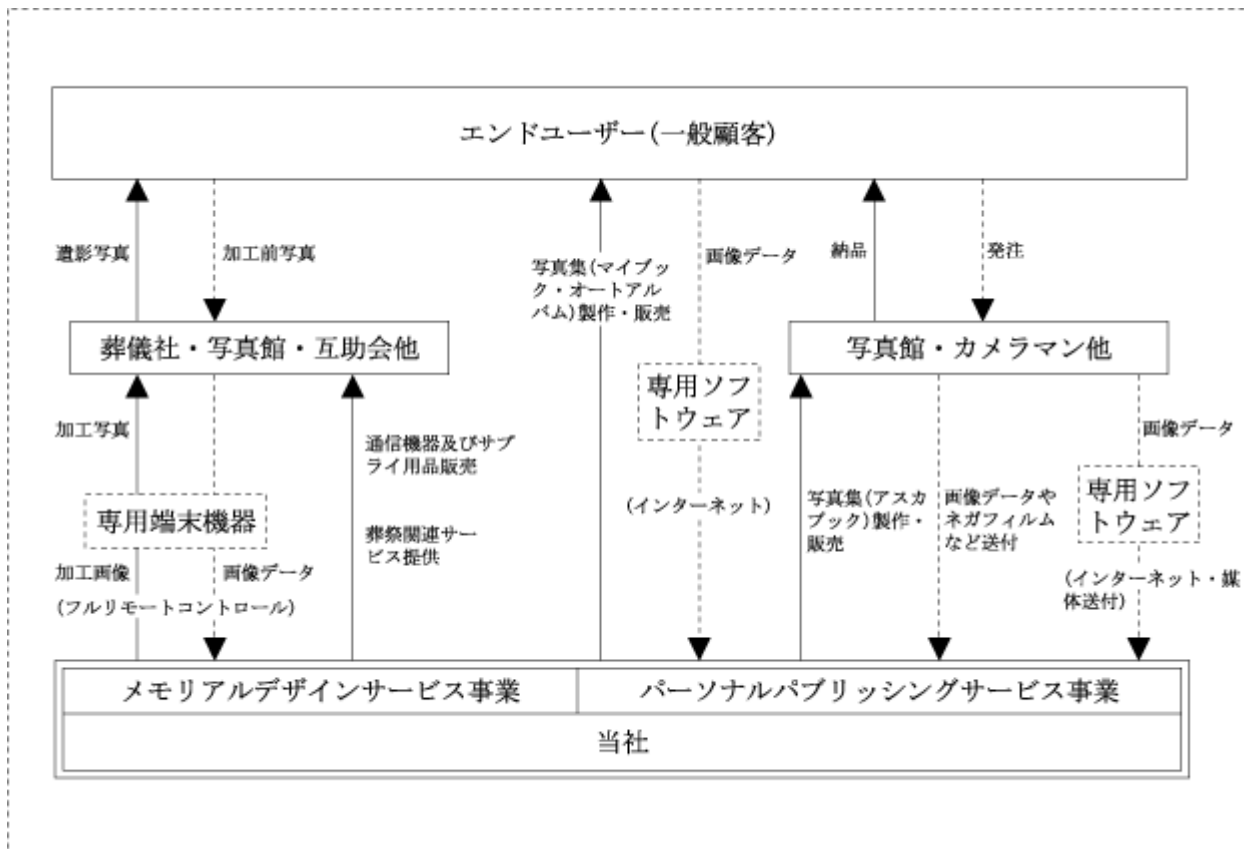 エンドユーザー(一般顧客)
遺影写真
加工前写真
写真集(マイブッ
ク・オートアル
バム)製作・販売
画像データ
納品
発注
葬儀社・写真館・互助会他
写真館・カメラマン他
専用ソフ
トウェア
加工写真
通信機器及びサプ
ライ用品販売
画像データ
専用ソフ
トウェア
専用端末機器
(インターネット)
写真集(アスカ
ブック)製作・
販売
画像データや
ネガフィルム
など送付
葬祭関連サー
ビス提供
加工画像
画像データ
(フルリモートコントロール)
(インターネット・媒
体送付)
メモリアルデザインサービス事業
パーソナルパブリッシングサービス事業
当社